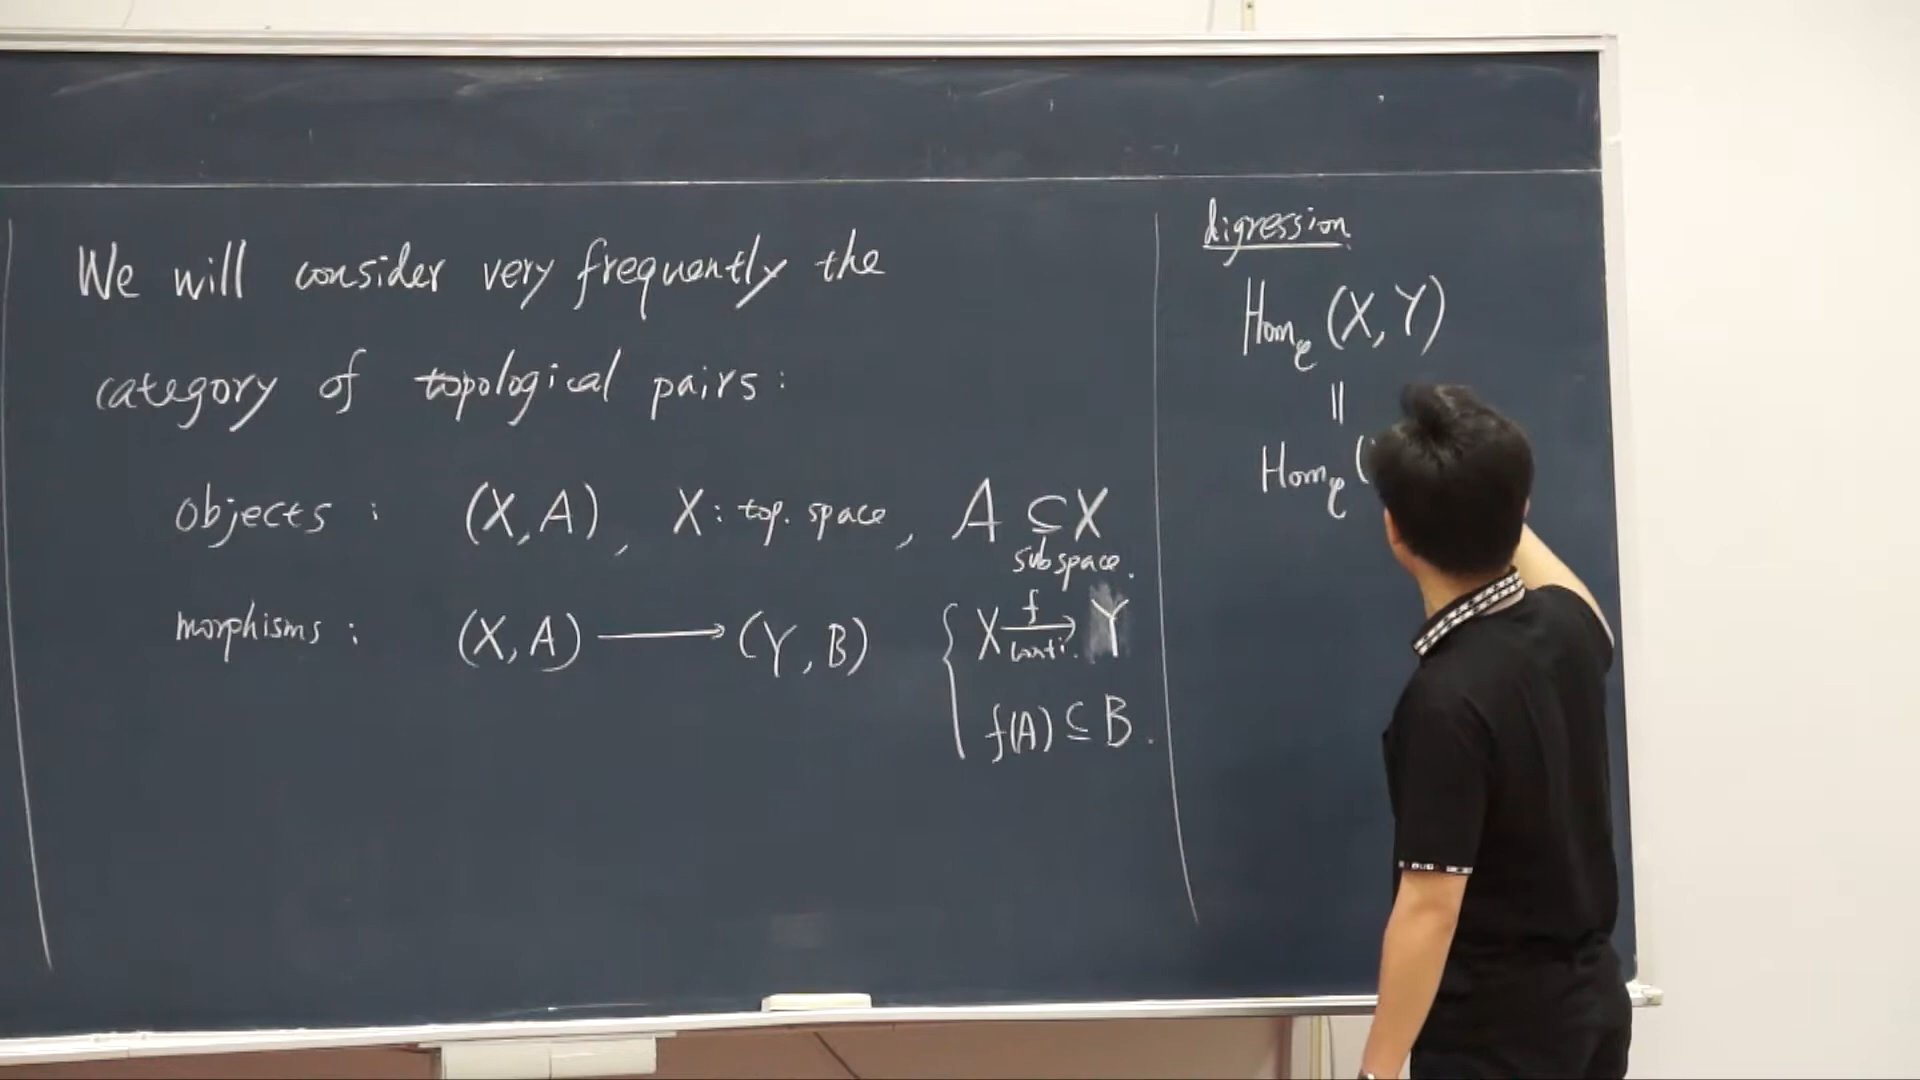 We will consider very frequently the
category of topological pairs:
objects : (X, A), X: top. space, A ⊆ X
subspace.
morphisms : (X, A) ⟶ (Y, B) { X f→ Y
conti.
f(A) ⊆ B.
digression
Hom_𝒞 (X, Y)
||
Hom_𝒞 (